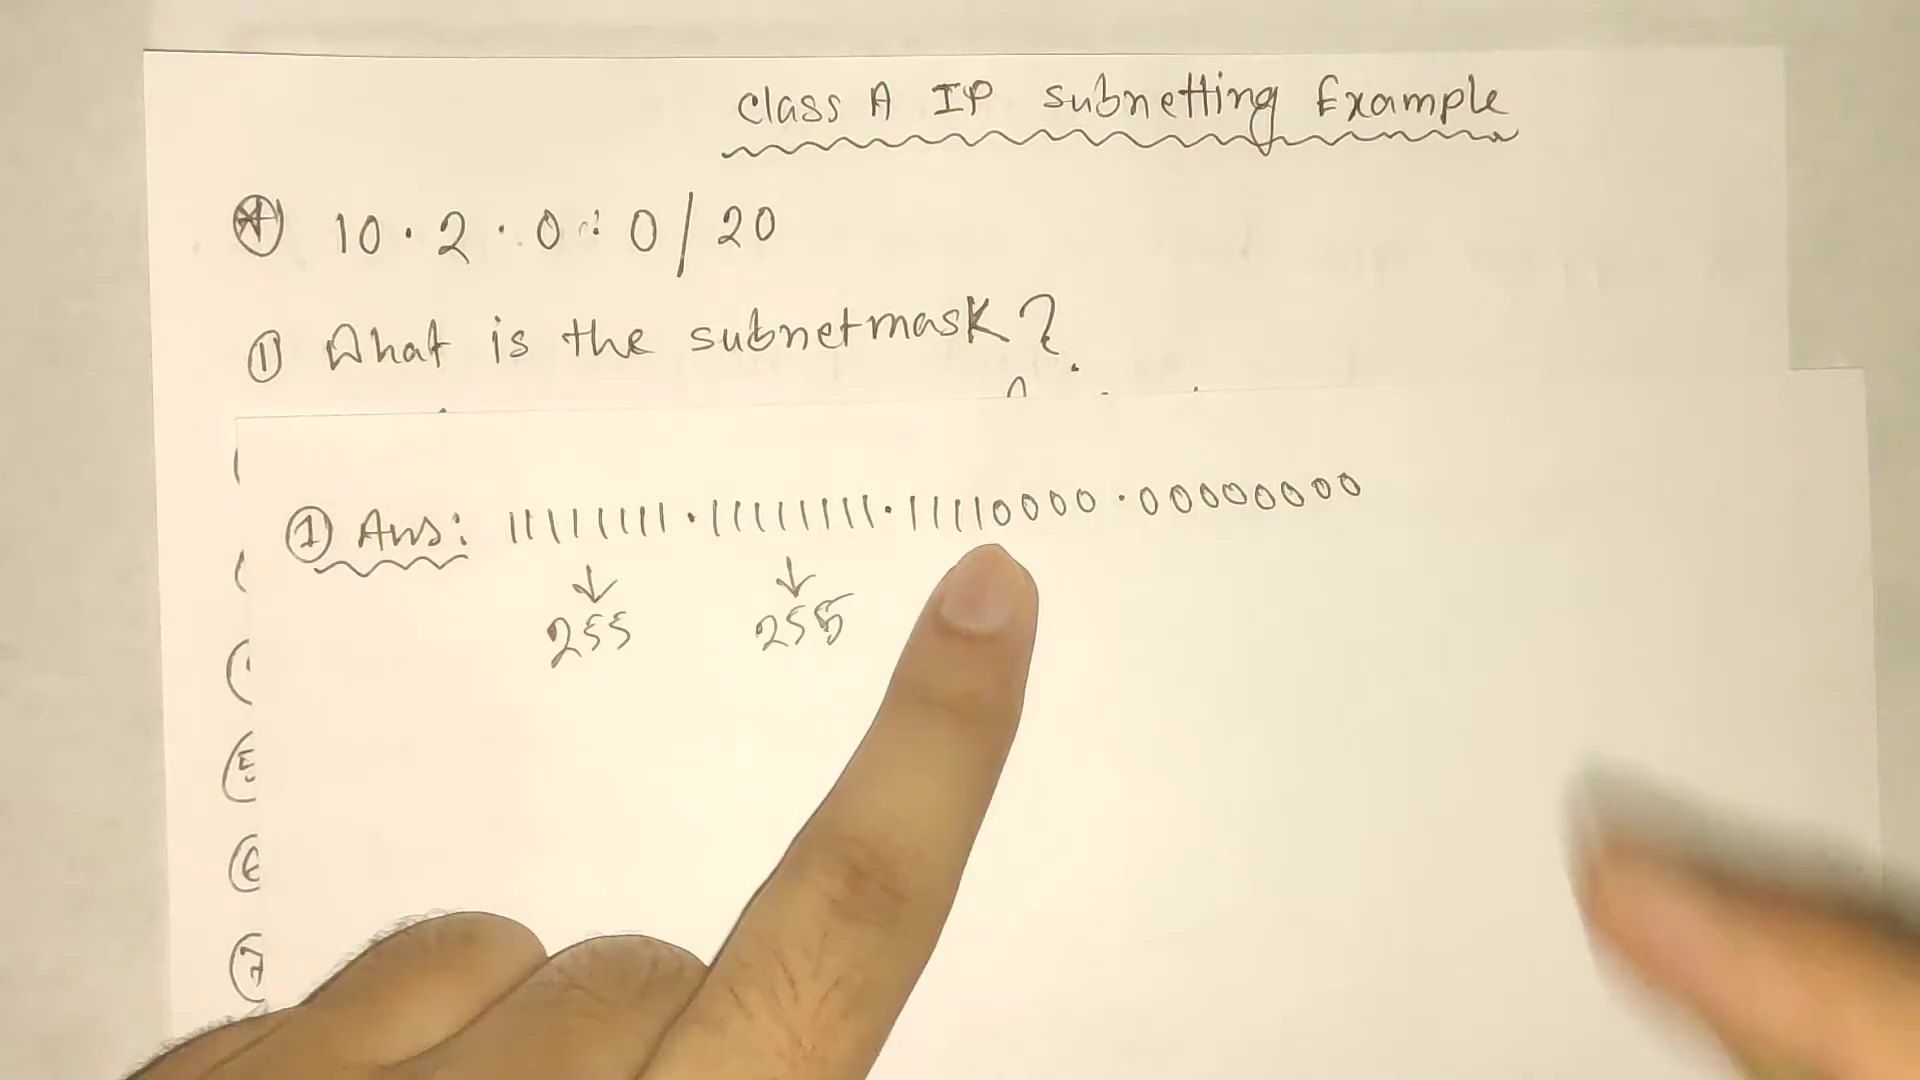 Class A IP Subnetting Example
10.2.0.0/20
① What is the subnetmask?
① Ans: 11111111.11111111.11110000.00000000
255 255